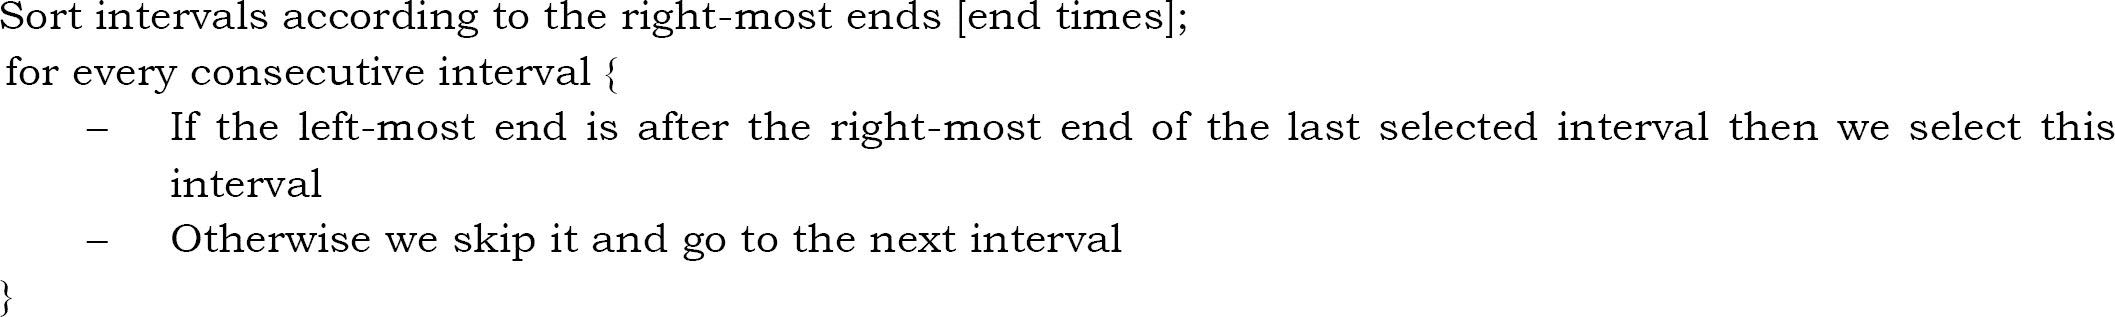 Sort intervals according to the right-most ends [end times];
for every consecutive interval {
– If the left-most end is after the right-most end of the last selected interval then we select this
interval
– Otherwise we skip it and go to the next interval
}